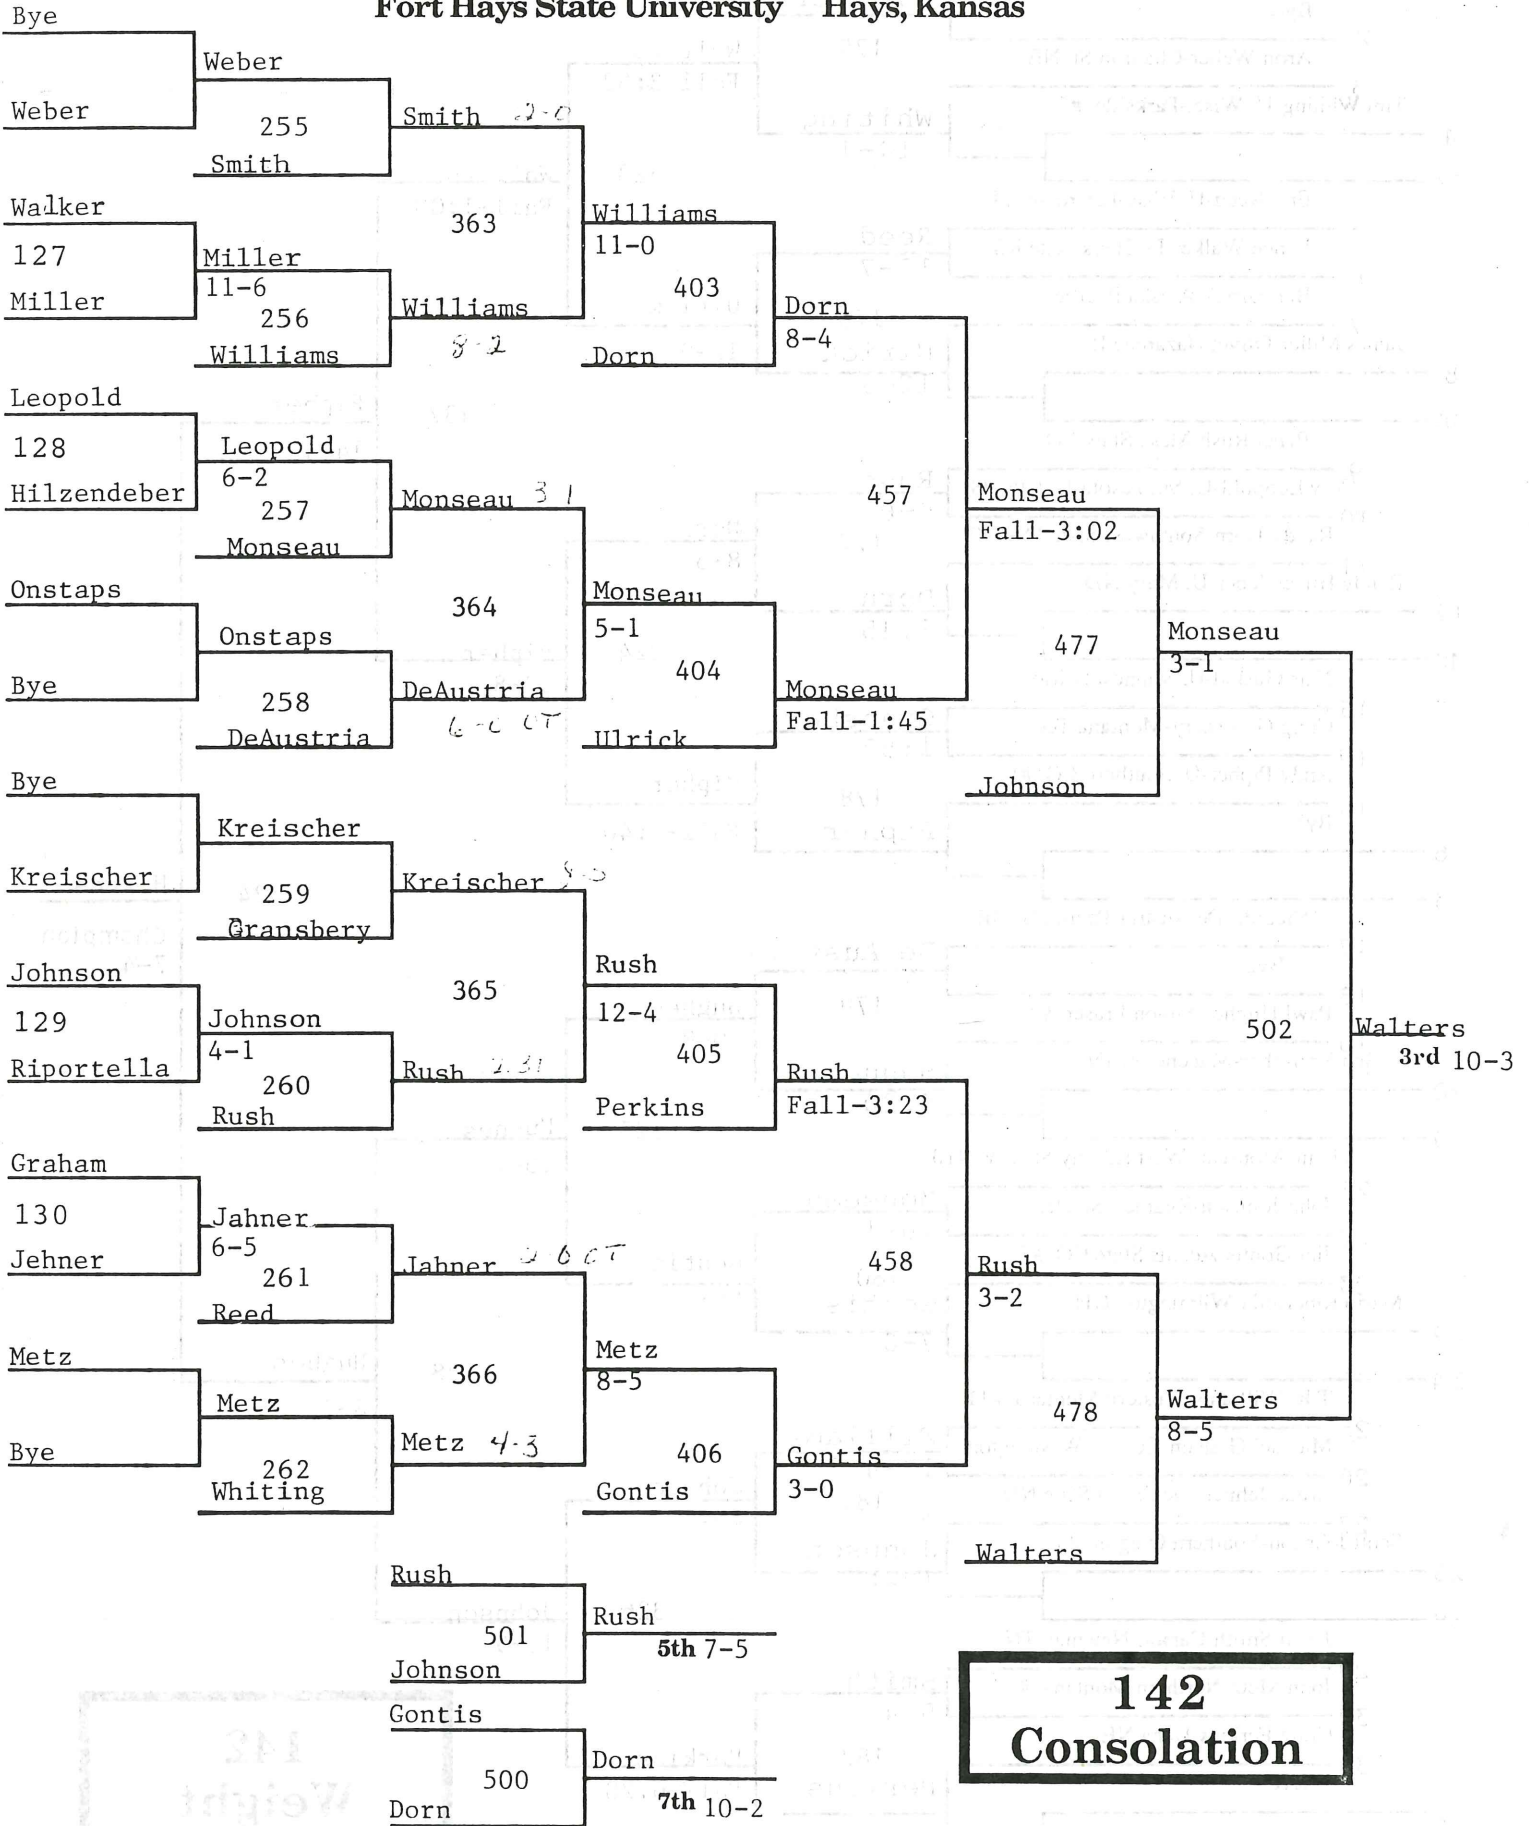 Fort Hays State University Hays, Kansas
Bye
Weber
Weber
255
Smith
Smith 2-0
Walker
127
Miller
Miller
11-6
256
Williams
363
Williams
8-2
Williams
11-0
403
Dorn
Dorn
8-4
Leopold
128
Hilzendeber
Leopold
6-2
257
Monseau
Monseau 3 1
Onstaps
Bye
Onstaps
258
DeAustria
364
DeAustria
OT
Monseau
5-1
404
Ulrick
Monseau
Fall-1:45
457
Monseau
Fall-3:02
477
Johnson
Monseau
3-1
Bye
Kreischer
Kreischer
259
Gransbery
Kreischer
Johnson
129
Riportella
Johnson
4-1
260
Rush
365
Rush
Rush
12-4
405
Perkins
Rush
Fall-3:23
Graham
130
Jehner
Jahner
6-5
261
Reed
Jahner OT
Metz
Bye
Metz
262
Whiting
366
Metz 4-3
Metz
8-5
406
Gontis
Gontis
3-0
458
Rush
3-2
478
Walters
Walters
8-5
502
Walters
3rd 10-3
Rush
501
Johnson
Rush
5th 7-5
Gontis
500
Dorn
Dorn
7th 10-2
142
Consolation